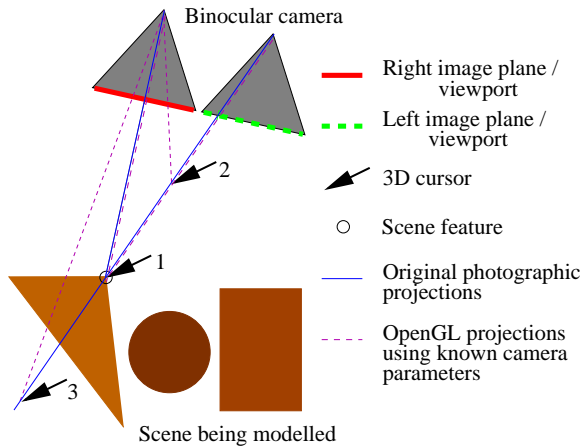 Binocular camera
Right image plane /
viewport
Left image plane /
viewport
2
3D cursor
Scene feature
1
Original photographic
projections
OpenGL projections
using known camera
parameters
3
Scene being modelled